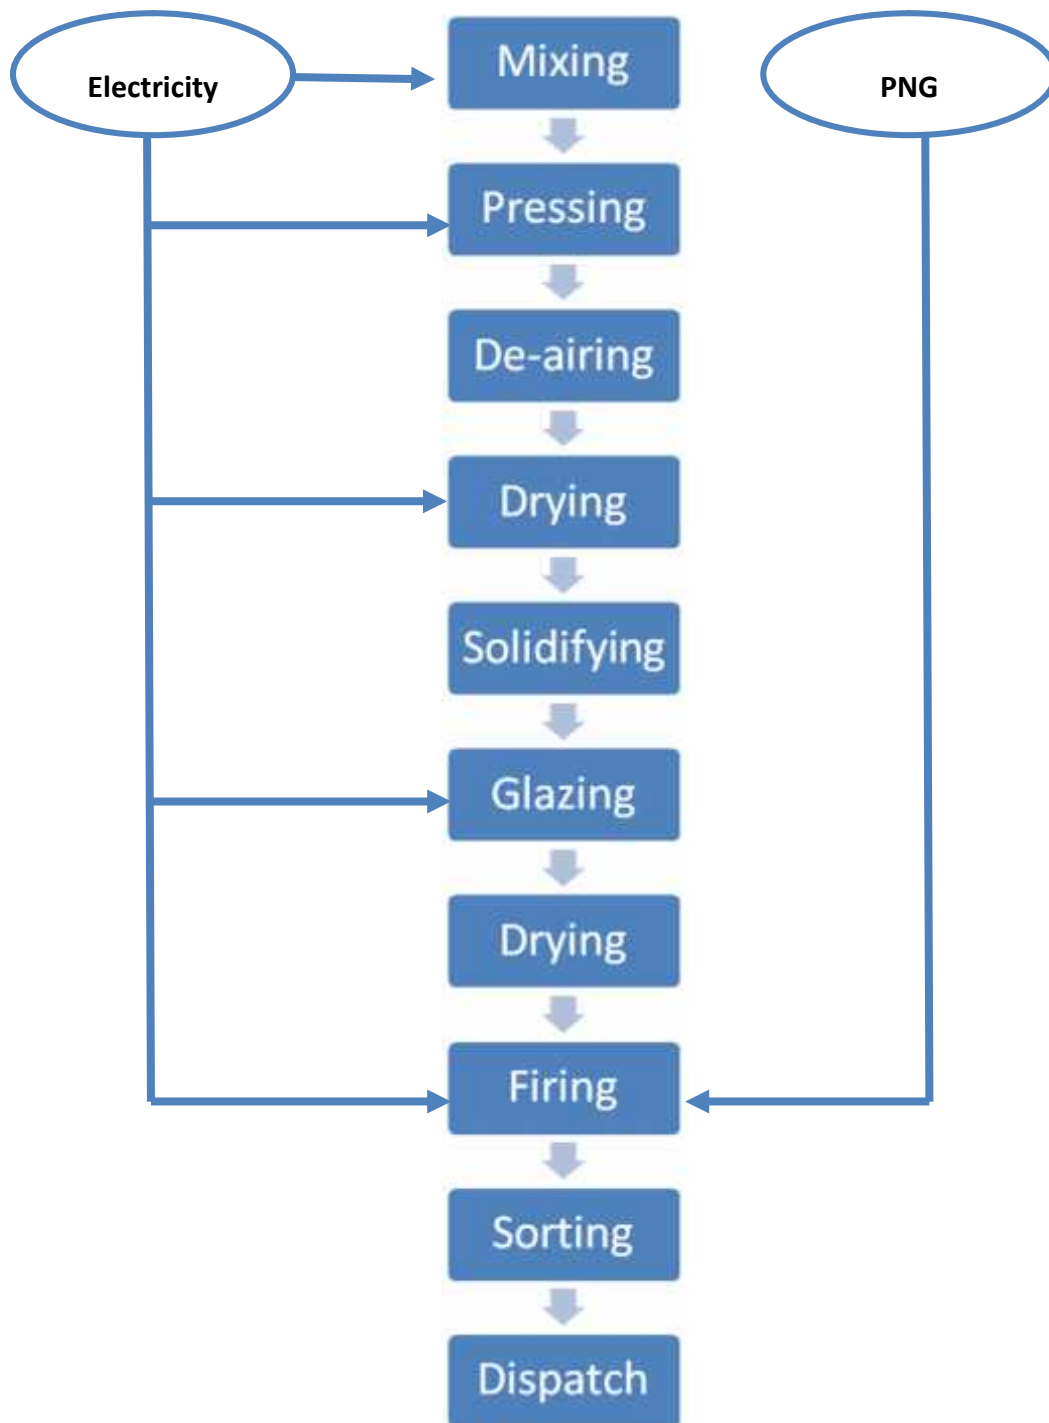 Electricity
Mixing
PNG
Pressing
De-airing
Drying
Solidifying
Glazing
Drying
Firing
Sorting
Dispatch